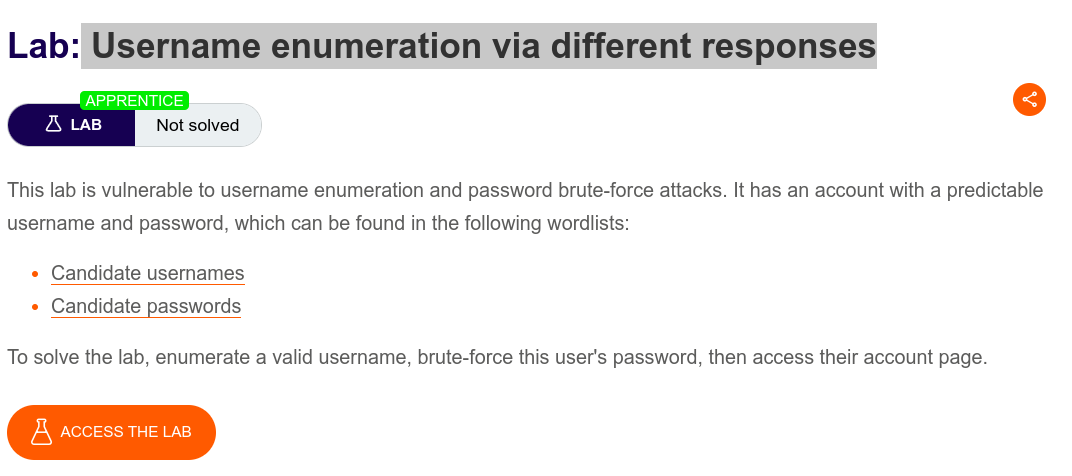 Lab: Username enumeration via different responses
APPRENTICE
LAB Not solved
This lab is vulnerable to username enumeration and password brute-force attacks. It has an account with a predictable
username and password, which can be found in the following wordlists:
• Candidate usernames
• Candidate passwords
To solve the lab, enumerate a valid username, brute-force this user's password, then access their account page.
ACCESS THE LAB